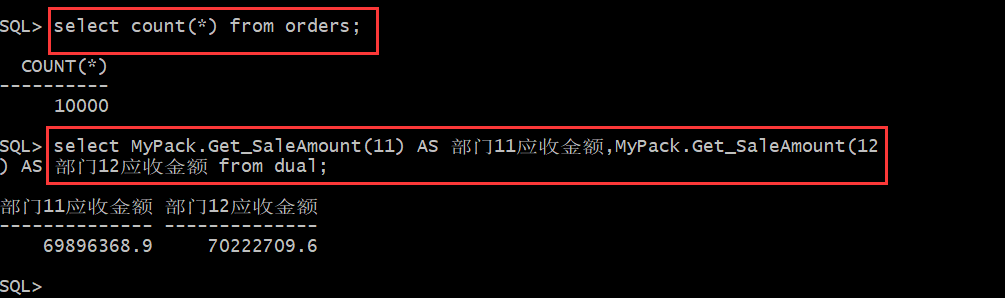 SQL> select count(*) from orders;
COUNT(*)
----------
10000
SQL> select MyPack.Get_SaleAmount(11) AS 部门11应收金额,MyPack.Get_SaleAmount(12
) AS 部门12应收金额 from dual;
部门11应收金额 部门12应收金额
-------------- --------------
69896368.9 70222709.6
SQL>